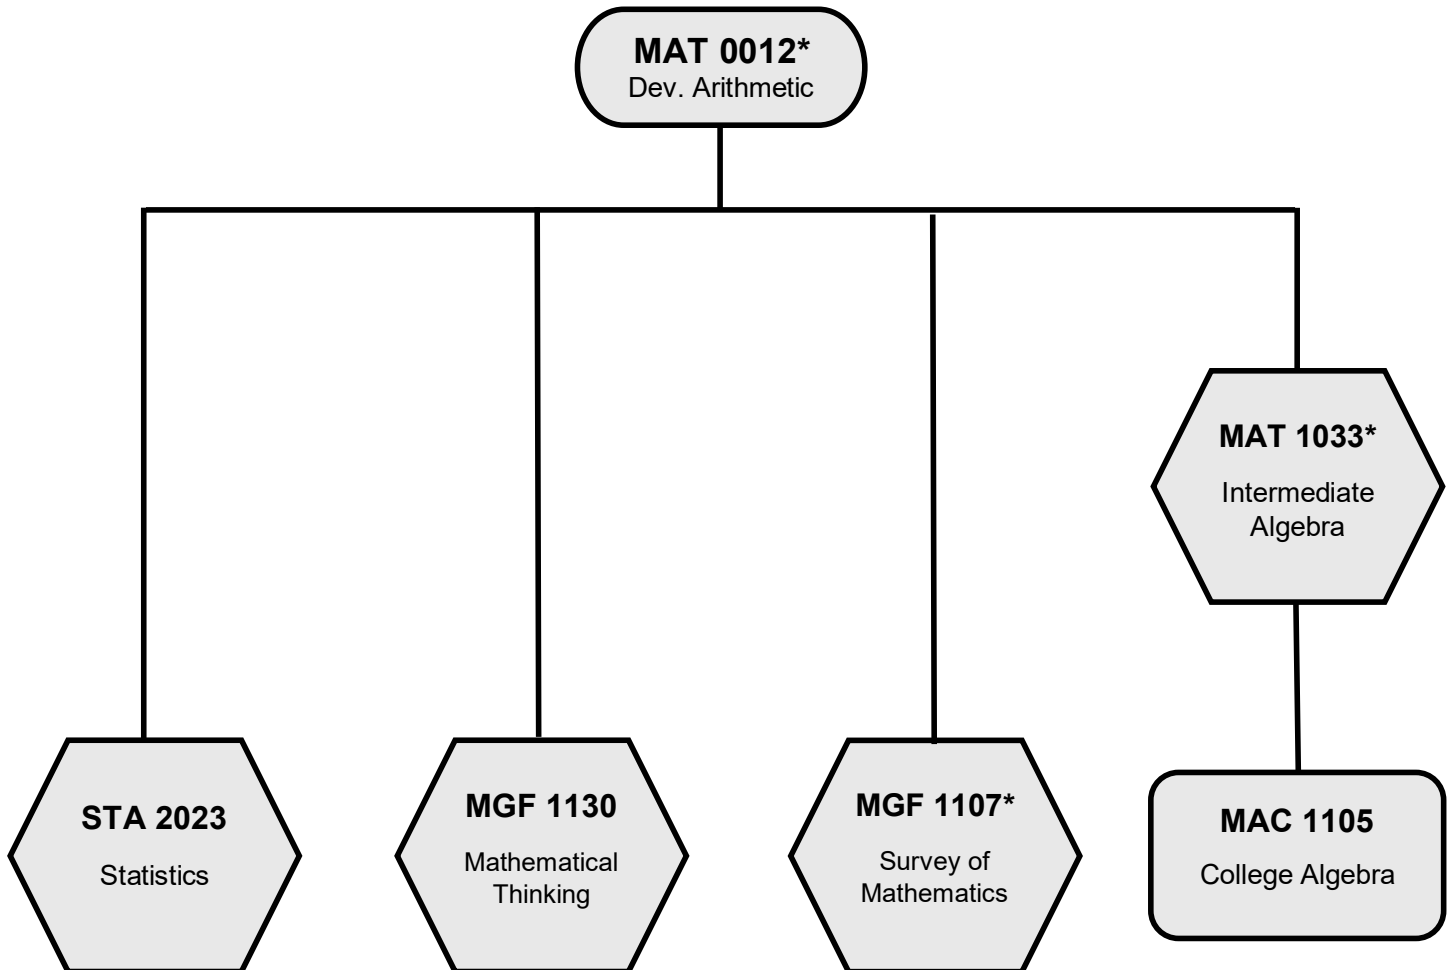 MAT 0012*
Dev. Arithmetic
MAT 1033*
Intermediate
Algebra
STA 2023
Statistics
MGF 1130
Mathematical
Thinking
MGF 1107*
Survey of
Mathematics
MAC 1105
College Algebra